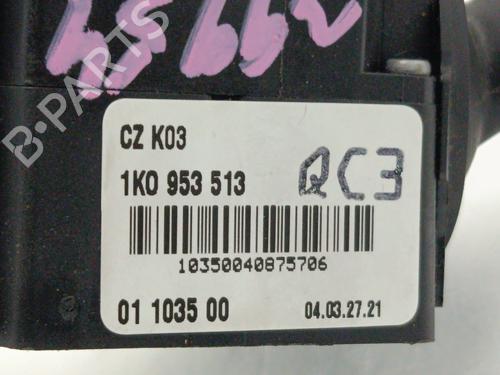 B-PARTS
CZ K03
1K0 953 513
QC3
10350040875706
01 1035 00
04.03.27.21